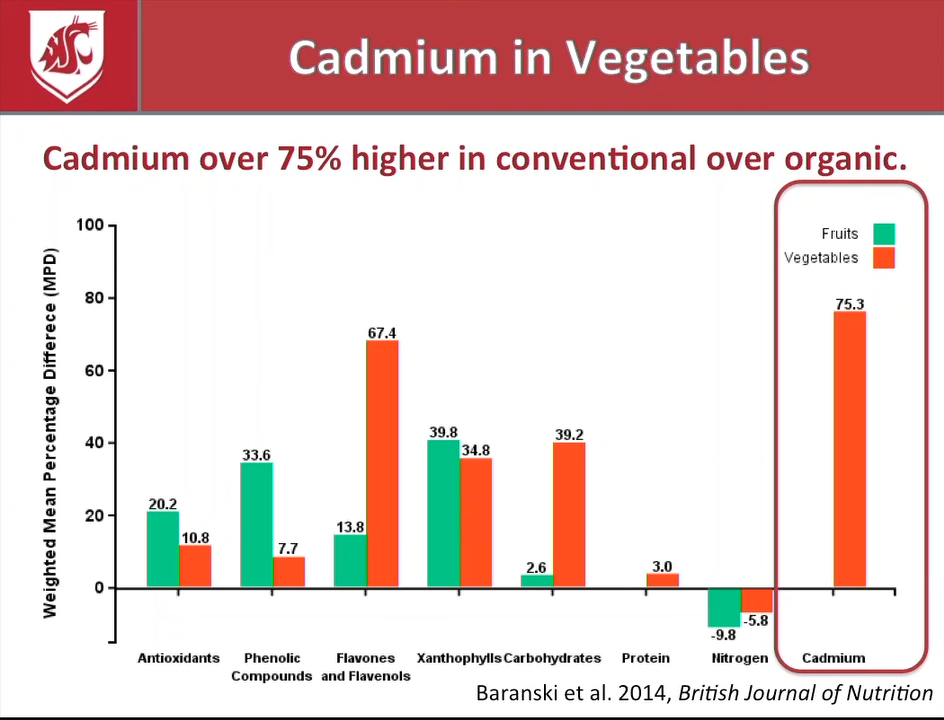 Cadmium in Vegetables
Cadmium over 75% higher in conventional over organic.
Weighted Mean Percentage Differece (MPD)
100
80
60
40
20
0
Fruits
Vegetables
20.2
10.8
33.6
7.7
13.8
67.4
39.8
34.8
2.6
39.2
3.0
-9.8
-5.8
75.3
Antioxidants
Phenolic
Compounds
Flavones
and Flavenols
Xanthophylls
Carbohydrates
Protein
Nitrogen
Cadmium
Baranski et al. 2014, British Journal of Nutrition